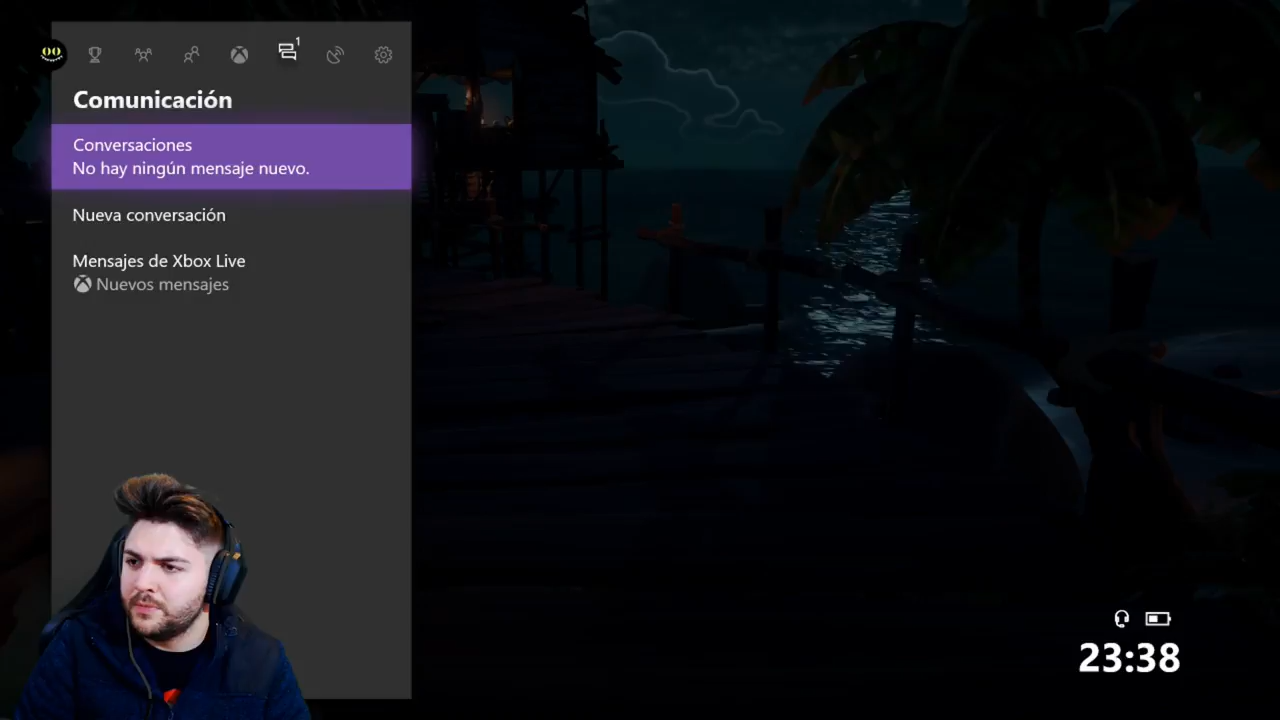 1
Comunicación
Conversaciones
No hay ningún mensaje nuevo.
Nueva conversación
Mensajes de Xbox Live
Nuevos mensajes
23:38